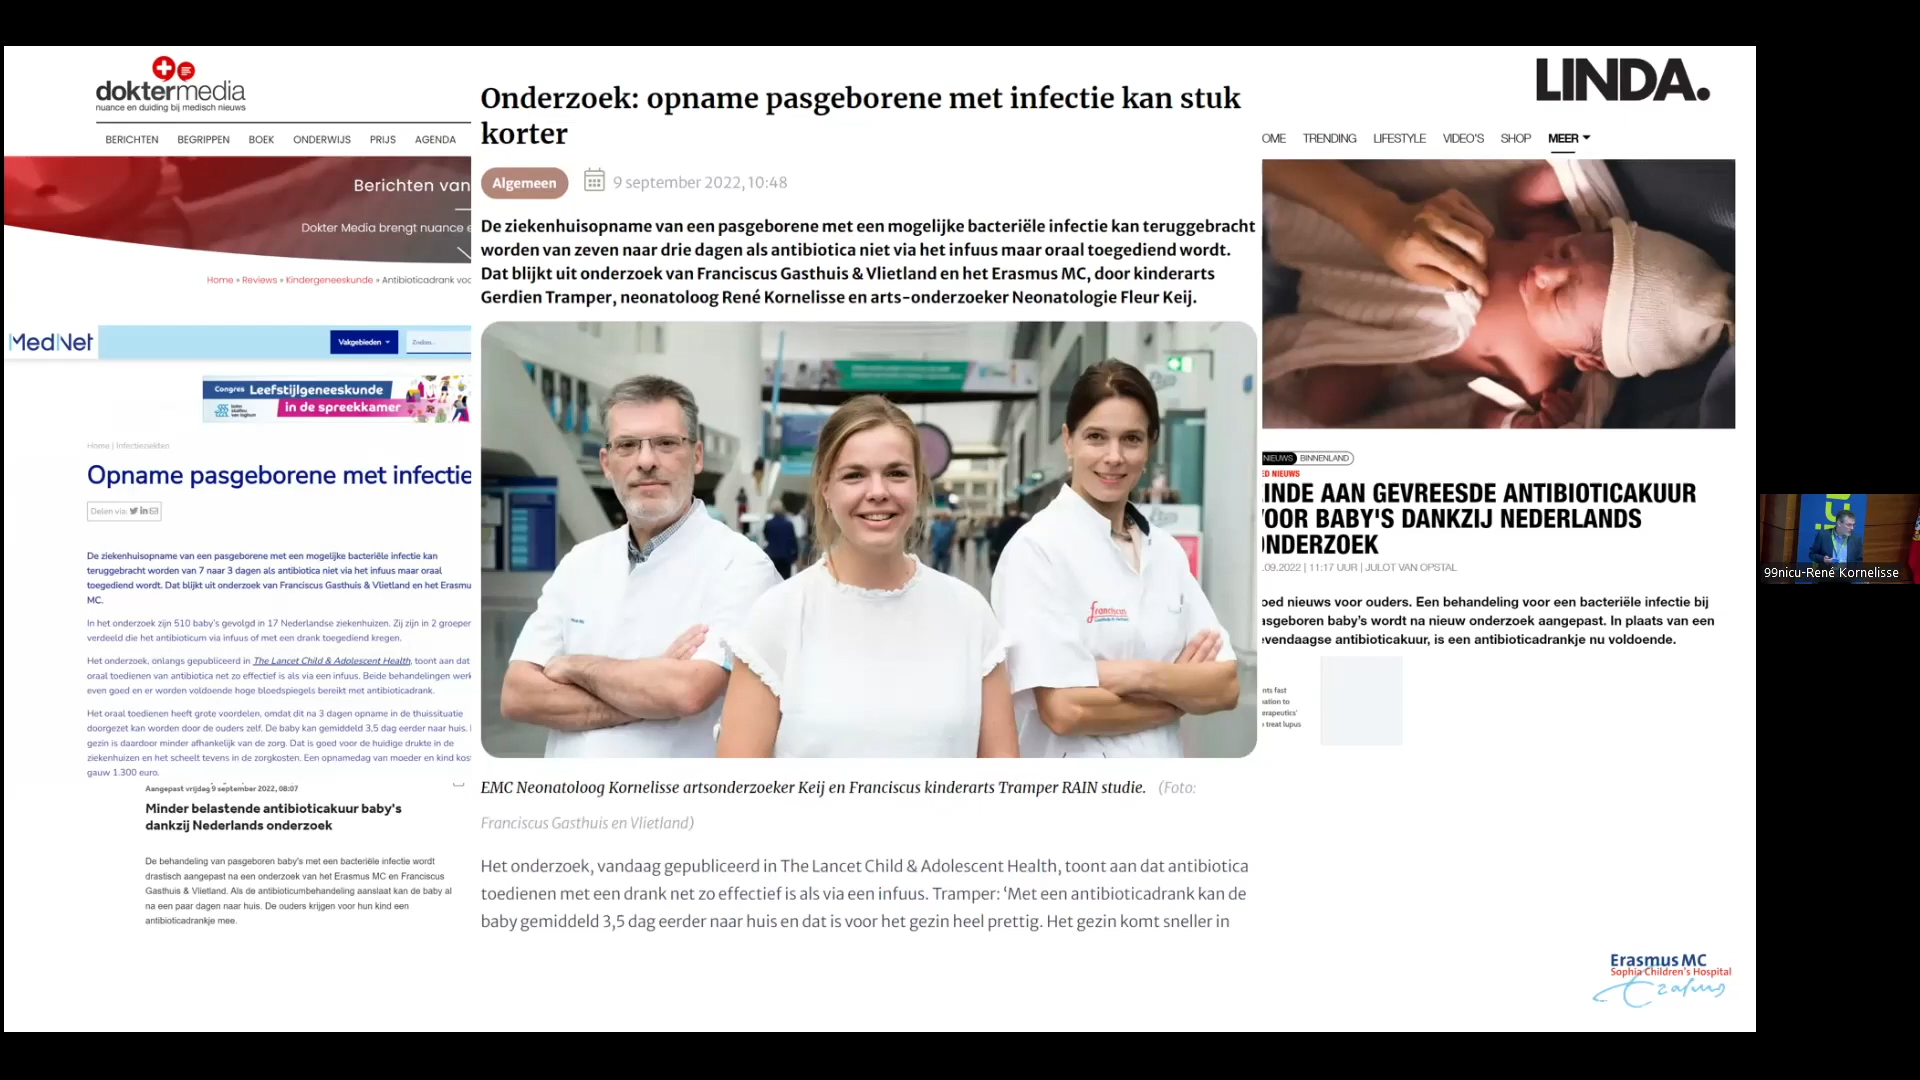 doktermedia
nuance en duiding bij medisch nieuws
BERICHTEN BEGRIPPEN BOEK ONDERWIJS PRIJS AGENDA
Berichten van
Dokter Media brengt nuance e
Home » Reviews » Kindergeneeskunde » Antibioticadrank voo
MedNet
Vakgebieden
Zoeken...
Congres Leefstijlgeneeskunde
in de spreekkamer
Home | Infectieziekten
Opname pasgeborene met infectie
Delen via:
De ziekenhuisopname van een pasgeborene met een mogelijke bacteriële infectie kan
teruggebracht worden van 7 naar 3 dagen als antibiotica niet via het infuus maar oraal
toegediend wordt. Dat blijkt uit onderzoek van Franciscus Gasthuis & Vlietland en het Erasmu
MC.
In het onderzoek zijn 510 baby's gevolgd in 17 Nederlandse ziekenhuizen. Zij zijn in 2 groeper
verdeeld die het antibioticum via infuus of met een drank toegediend kregen.
Het onderzoek, onlangs gepubliceerd in The Lancet Child & Adolescent Health, toont aan dat
oraal toedienen van antibiotica net zo effectief is als via een infuus. Beide behandelingen werk
even goed en er worden voldoende hoge bloedspiegels bereikt met antibioticadrank.
Het oraal toedienen heeft grote voordelen, omdat dit na 3 dagen opname in de thuissituatie
doorgezet kan worden door de ouders zelf. De baby kan gemiddeld 3,5 dag eerder naar huis.
gezin is daardoor minder afhankelijk van de zorg. Dat is goed voor de huidige drukte in de
ziekenhuizen en het scheelt tevens in de zorgkosten. Een opnamedag van moeder en kind kos
gauw 1.300 euro.
Aangepast vrijdag 9 september 2022, 08:07
Minder belastende antibioticakuur baby's
dankzij Nederlands onderzoek
De behandeling van pasgeboren baby's met een bacteriële infectie wordt
drastisch aangepast na een onderzoek van het Erasmus MC en Franciscus
Gasthuis & Vlietland. Als de antibioticumbehandeling aanslaat kan de baby al
na een paar dagen naar huis. De ouders krijgen voor hun kind een
antibioticadrankje mee.
Onderzoek: opname pasgeborene met infectie kan stuk
korter
Algemeen
9 september 2022, 10:48
De ziekenhuisopname van een pasgeborene met een mogelijke bacteriële infectie kan teruggebracht
worden van zeven naar drie dagen als antibiotica niet via het infuus maar oraal toegediend wordt.
Dat blijkt uit onderzoek van Franciscus Gasthuis & Vlietland en het Erasmus MC, door kinderarts
Gerdien Tramper, neonatoloog René Kornelisse en arts-onderzoeker Neonatologie Fleur Keij.
franciscus
EMC Neonatoloog Kornelisse artsonderzoeker Keij en Franciscus kinderarts Tramper RAIN studie. (Foto:
Franciscus Gasthuis en Vlietland)
Het onderzoek, vandaag gepubliceerd in The Lancet Child & Adolescent Health, toont aan dat antibiotica
toedienen met een drank net zo effectief is als via een infuus. Tramper: ‘Met een antibioticadrank kan de
baby gemiddeld 3,5 dag eerder naar huis en dat is voor het gezin heel prettig. Het gezin komt sneller in
LINDA.
OME TRENDING LIFESTYLE VIDEO'S SHOP MEER
NIEUWS BINNENLAND
ED NIEUWS
INDE AAN GEVREESDE ANTIBIOTICAKUUR
OOR BABY'S DANKZIJ NEDERLANDS
NDERZOEK
.09.2022 | 11:17 UUR | JULOT VAN OPSTAL
oed nieuws voor ouders. Een behandeling voor een bacteriële infectie bij
asgeboren baby's wordt na nieuw onderzoek aangepast. In plaats van een
evendaagse antibioticakuur, is een antibioticadrankje nu voldoende.
nts fast
ation to
erapeutics'
treat lupus
Erasmus MC
Sophia Children's Hospital
Erasmus
99nicu-René Kornelisse